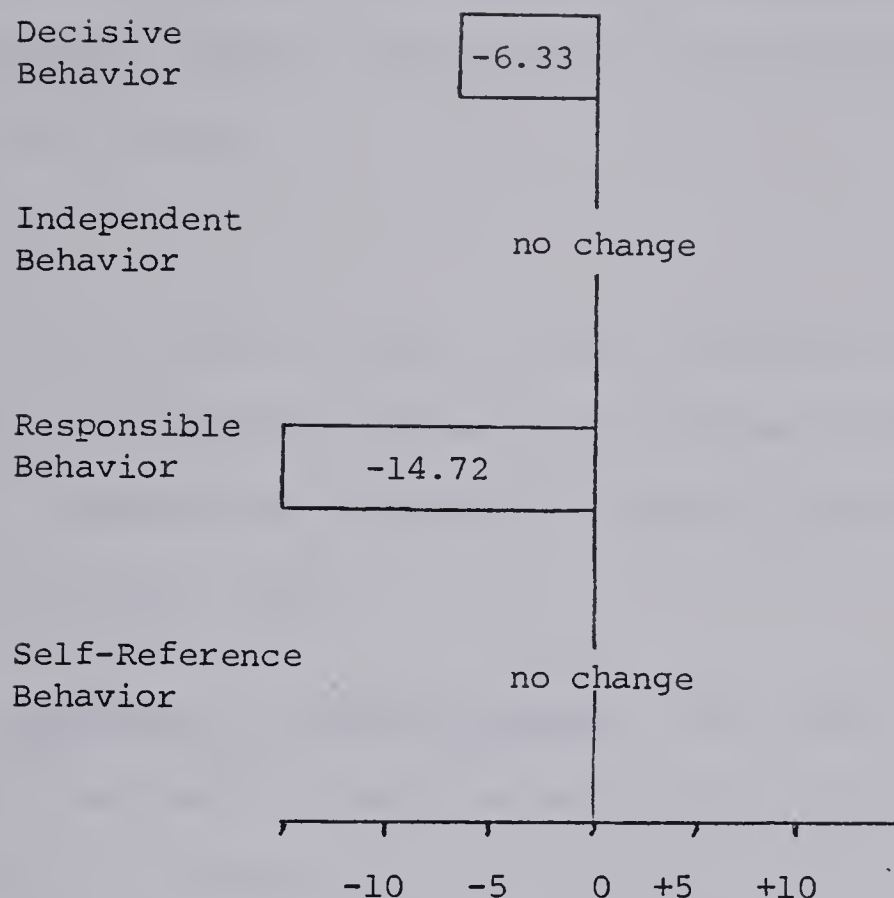 Decisive
Behavior
-6.33
Independent
Behavior
no change
Responsible
Behavior
-14.72
Self-Reference
Behavior
no change
-10 -5 0 +5 +10